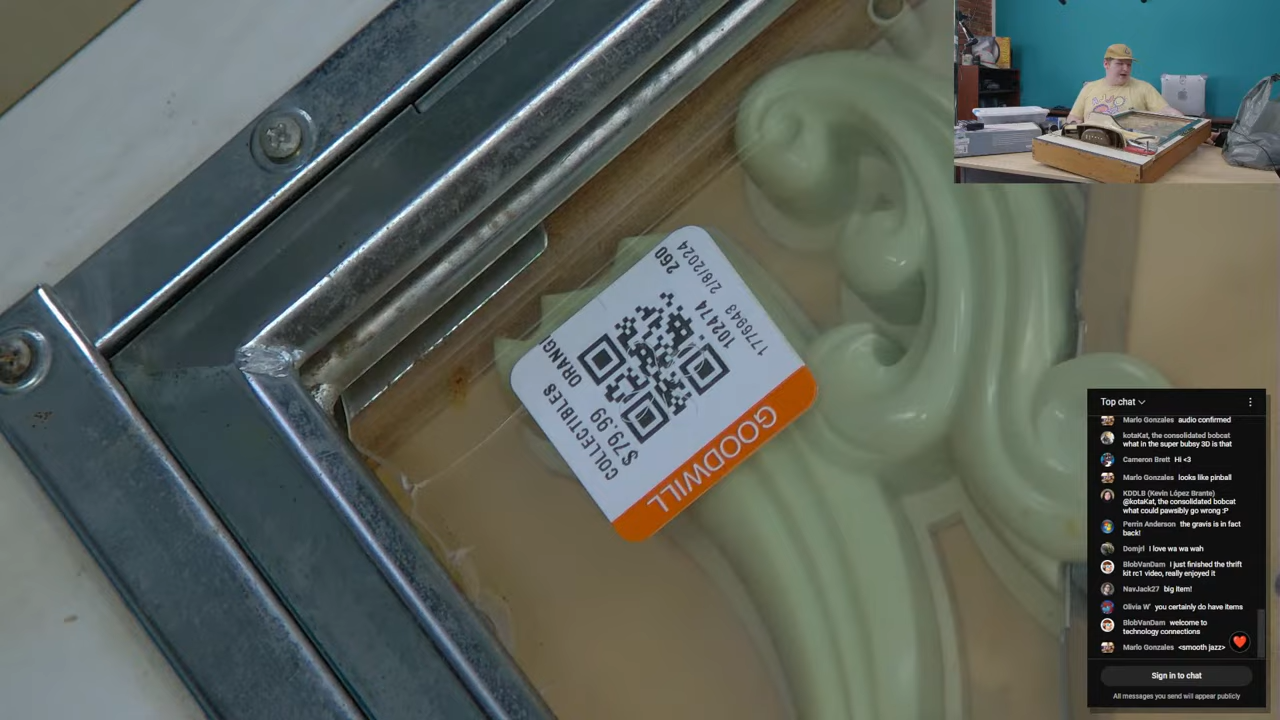 260
2/8/2024
102474
1776943
COLLECTIBLES ORANG
$79.99
GOODWILL
Top chat
Marlo Gonzales audio confirmed
kotaKat, the consolidated bobcat
what in the super bubsy 3D is that
Cameron Brett Hi <3
Marlo Gonzales looks like pinball
KDDLB (Kevin López Brante)
@kotaKat, the consolidated bobcat
what could pawsibly go wrong :P
Perrin Anderson the gravis is in fact
back!
Domjrl I love wa wa wah
BlobVanDam I just finished the thrift
kit rc1 video, really enjoyed it
NavJack27 big item!
Olivia W' you certainly do have items
BlobVanDam welcome to
technology connections
Marlo Gonzales <smooth jazz>
Sign in to chat
All messages you send will appear publicly